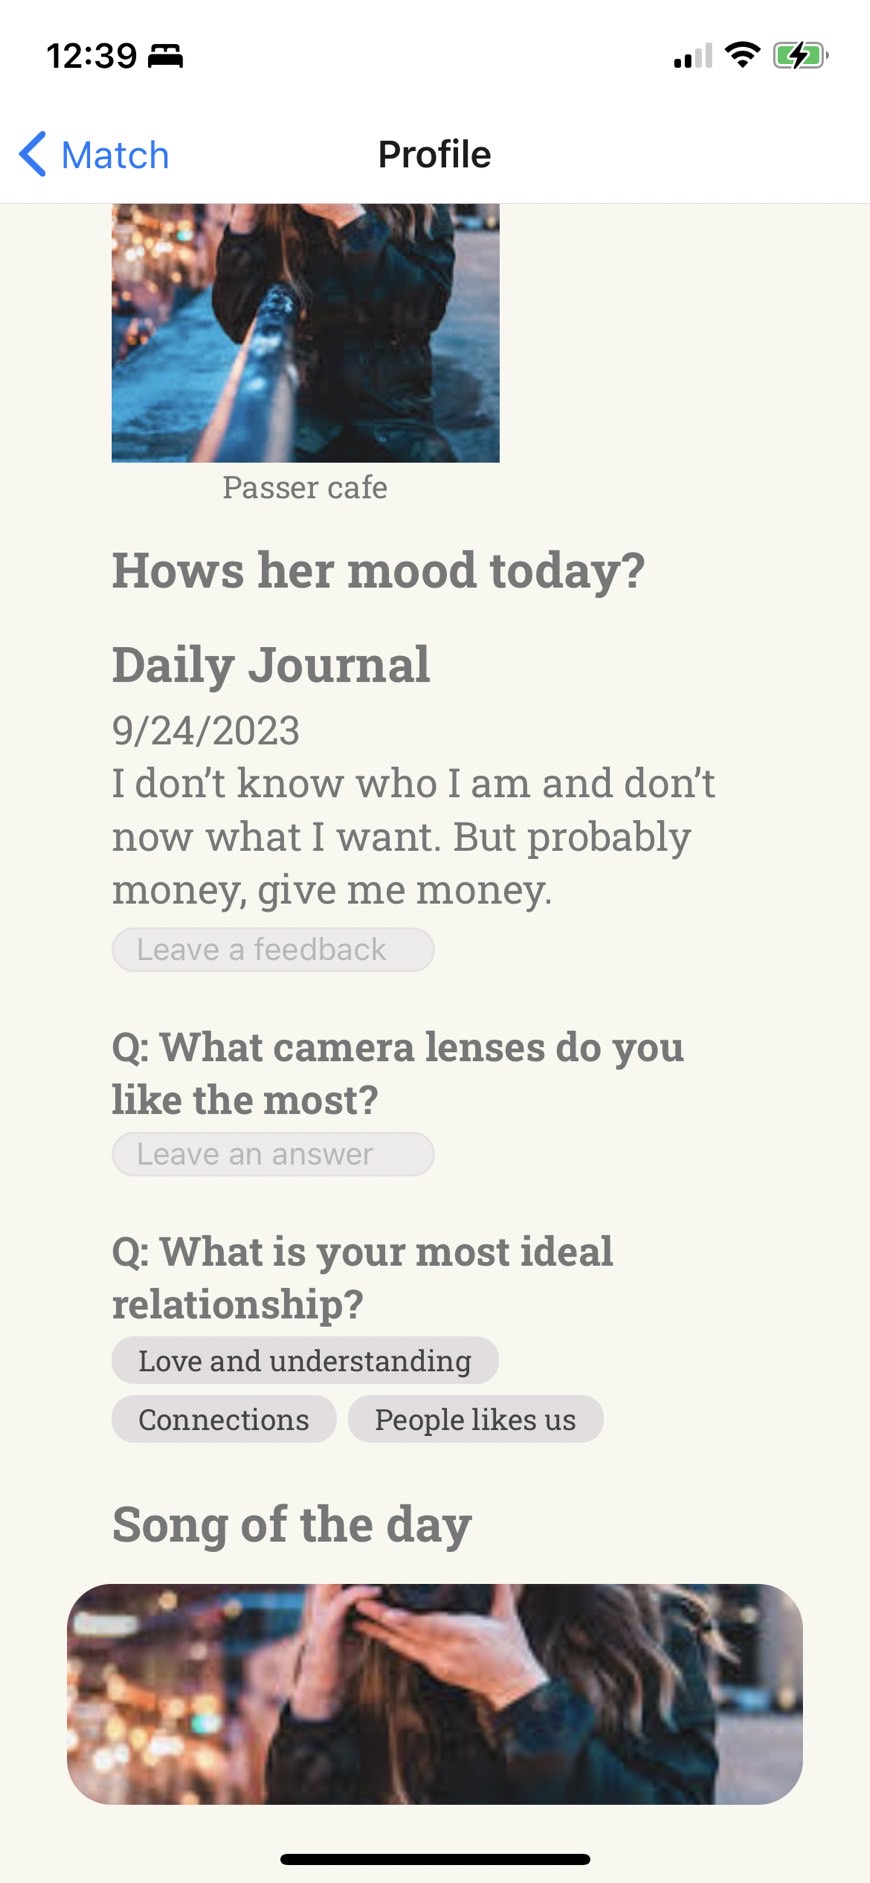 12:39
Match
Profile
Passer cafe
Hows her mood today?
Daily Journal
9/24/2023
I don’t know who I am and don’t
now what I want. But probably
money, give me money.
Leave a feedback
Q: What camera lenses do you
like the most?
Leave an answer
Q: What is your most ideal
relationship?
Love and understanding
Connections People likes us
Song of the day